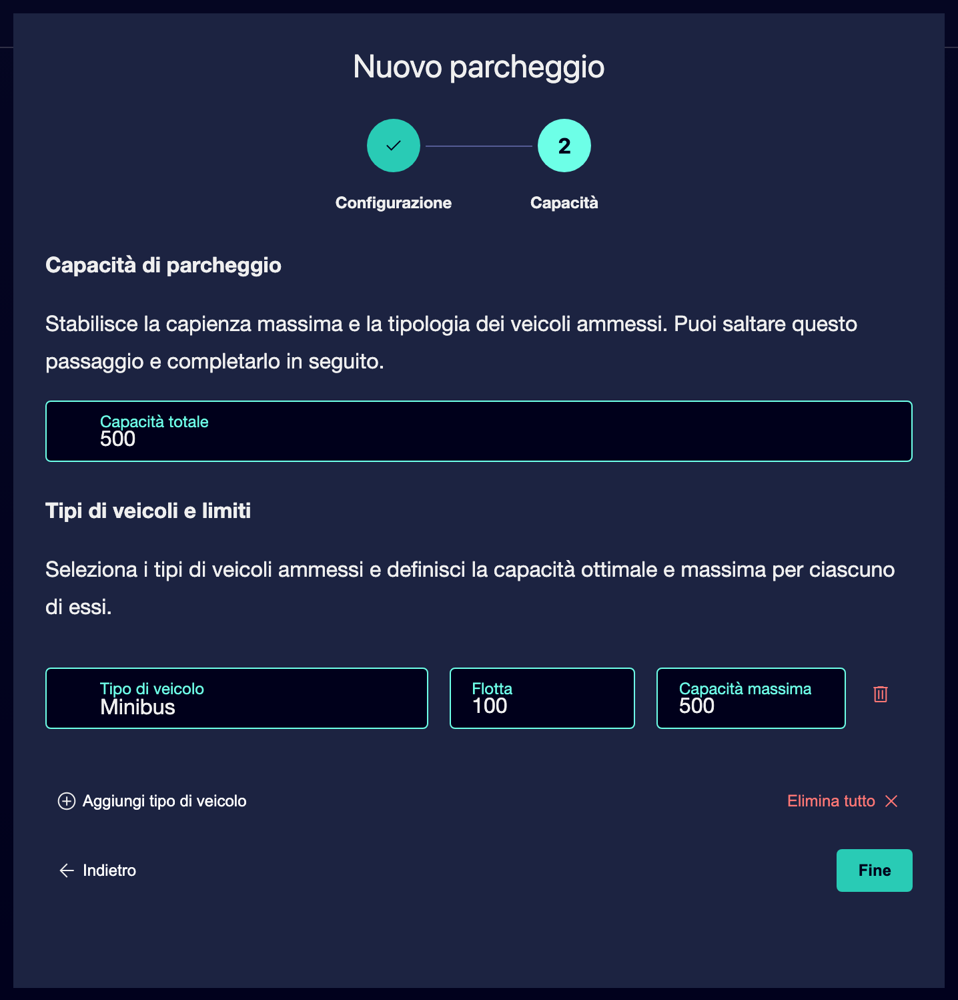 Nuovo parcheggio
2
Configurazione
Capacità
Capacità di parcheggio
Stabilisce la capienza massima e la tipologia dei veicoli ammessi. Puoi saltare questo
passaggio e completarlo in seguito.
Capacità totale
500
Tipi di veicoli e limiti
Seleziona i tipi di veicoli ammessi e definisci la capacità ottimale e massima per ciascuno
di essi.
Tipo di veicolo
Minibus
Flotta
100
Capacità massima
500
Aggiungi tipo di veicolo
Elimina tutto
Indietro
Fine